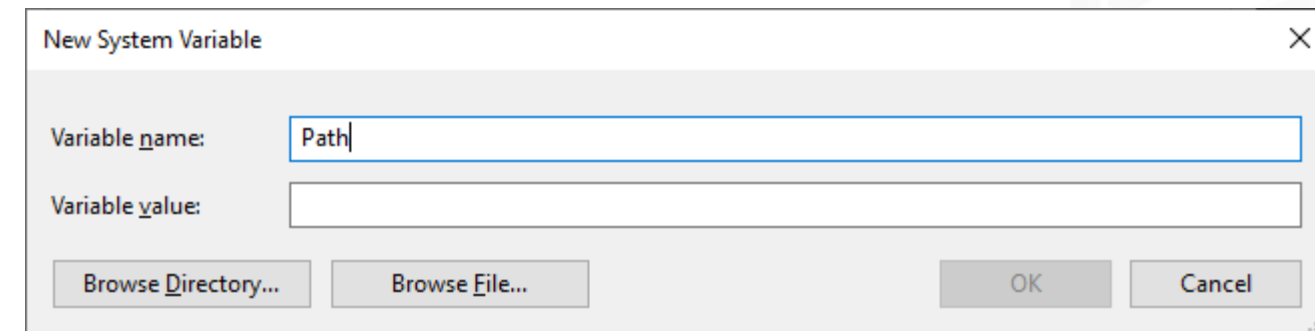 New System Variable
Variable name:
Path
Variable value:
Browse Directory...
Browse File...
OK
Cancel